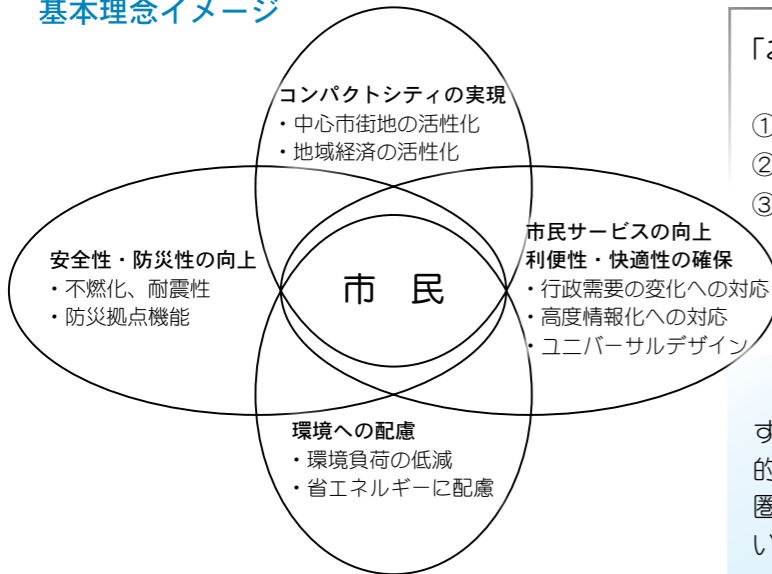 基本理念イメージ
コンパクトシティの実現
・中心市街地の活性化
・地域経済の活性化
安全性・防災性の向上
・不燃化、耐震性
・防災拠点機能
市 民
市民サービスの向上
利便性・快適性の確保
・行政需要の変化への対応
・高度情報化への対応
・ユニバーサルデザイン
環境への配慮
・環境負荷の低減
・省エネルギーに配慮
①
②
③
す
的
圏
い